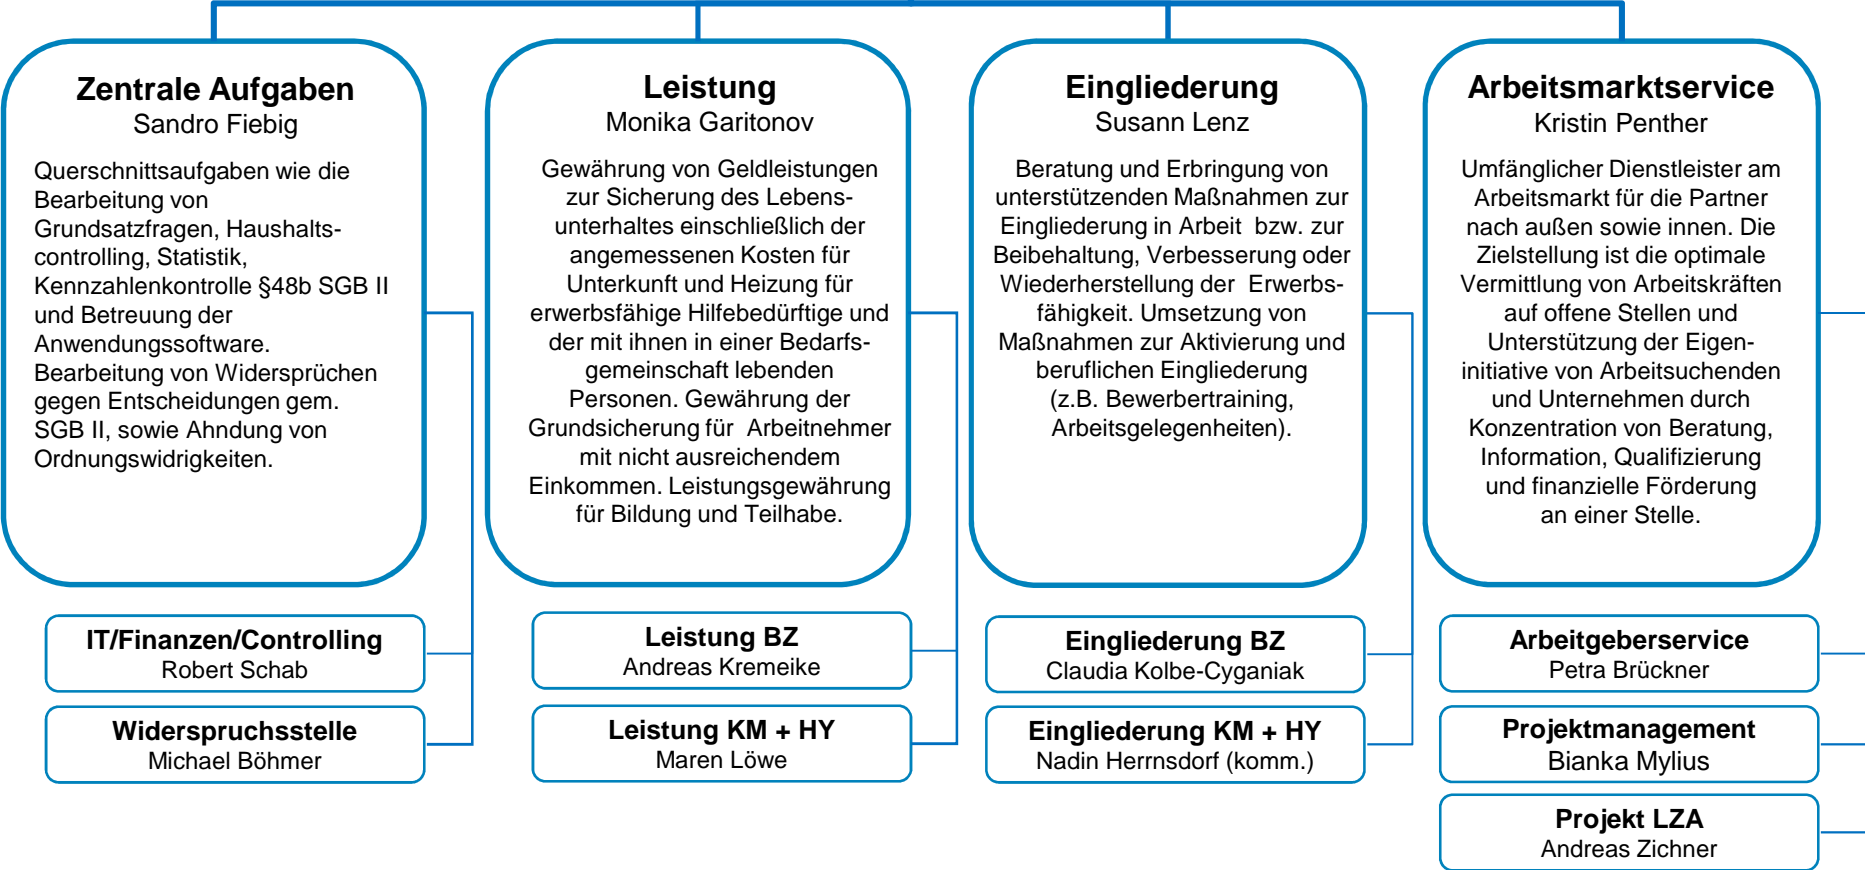 Zentrale Aufgaben
Sandro Fiebig
Querschnittsaufgaben wie die
Bearbeitung von
Grundsatzfragen, Haushalts-
controlling, Statistik,
Kennzahlenkontrolle §48b SGB II
und Betreuung der
Anwendungssoftware.
Bearbeitung von Widersprüchen
gegen Entscheidungen gem.
SGB II, sowie Ahndung von
Ordnungswidrigkeiten.
IT/Finanzen/Controlling
Robert Schab
Widerspruchsstelle
Michael Böhmer
Leistung
Monika Garitonov
Gewährung von Geldleistungen
zur Sicherung des Lebens-
unterhaltes einschließlich der
angemessenen Kosten für
Unterkunft und Heizung für
erwerbsfähige Hilfebedürftige und
der mit ihnen in einer Bedarfs-
gemeinschaft lebenden
Personen. Gewährung der
Grundsicherung für Arbeitnehmer
mit nicht ausreichendem
Einkommen. Leistungsgewährung
für Bildung und Teilhabe.
Leistung BZ
Andreas Kremeike
Leistung KM + HY
Maren Löwe
Eingliederung
Susann Lenz
Beratung und Erbringung von
unterstützenden Maßnahmen zur
Eingliederung in Arbeit bzw. zur
Beibehaltung, Verbesserung oder
Wiederherstellung der Erwerbs-
fähigkeit. Umsetzung von
Maßnahmen zur Aktivierung und
beruflichen Eingliederung
(z.B. Bewerbertraining,
Arbeitsgelegenheiten).
Eingliederung BZ
Claudia Kolbe-Cyganiak
Eingliederung KM + HY
Nadin Herrnsdorf (komm.)
Arbeitsmarktservice
Kristin Penther
Umfänglicher Dienstleister am
Arbeitsmarkt für die Partner
nach außen sowie innen. Die
Zielstellung ist die optimale
Vermittlung von Arbeitskräften
auf offene Stellen und
Unterstützung der Eigen-
initiative von Arbeitsuchenden
und Unternehmen durch
Konzentration von Beratung,
Information, Qualifizierung
und finanzielle Förderung
an einer Stelle.
Arbeitgeberservice
Petra Brückner
Projektmanagement
Bianka Mylius
Projekt LZA
Andreas Zichner